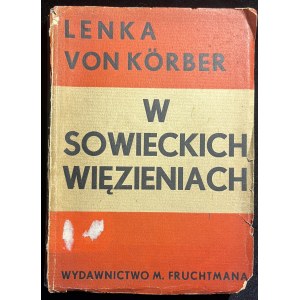 LENKA
VON KÖRBER
W
SOWIECKICH
WIĘZIENIACH
WYDAWNICTWO M. FRUCHTMANA